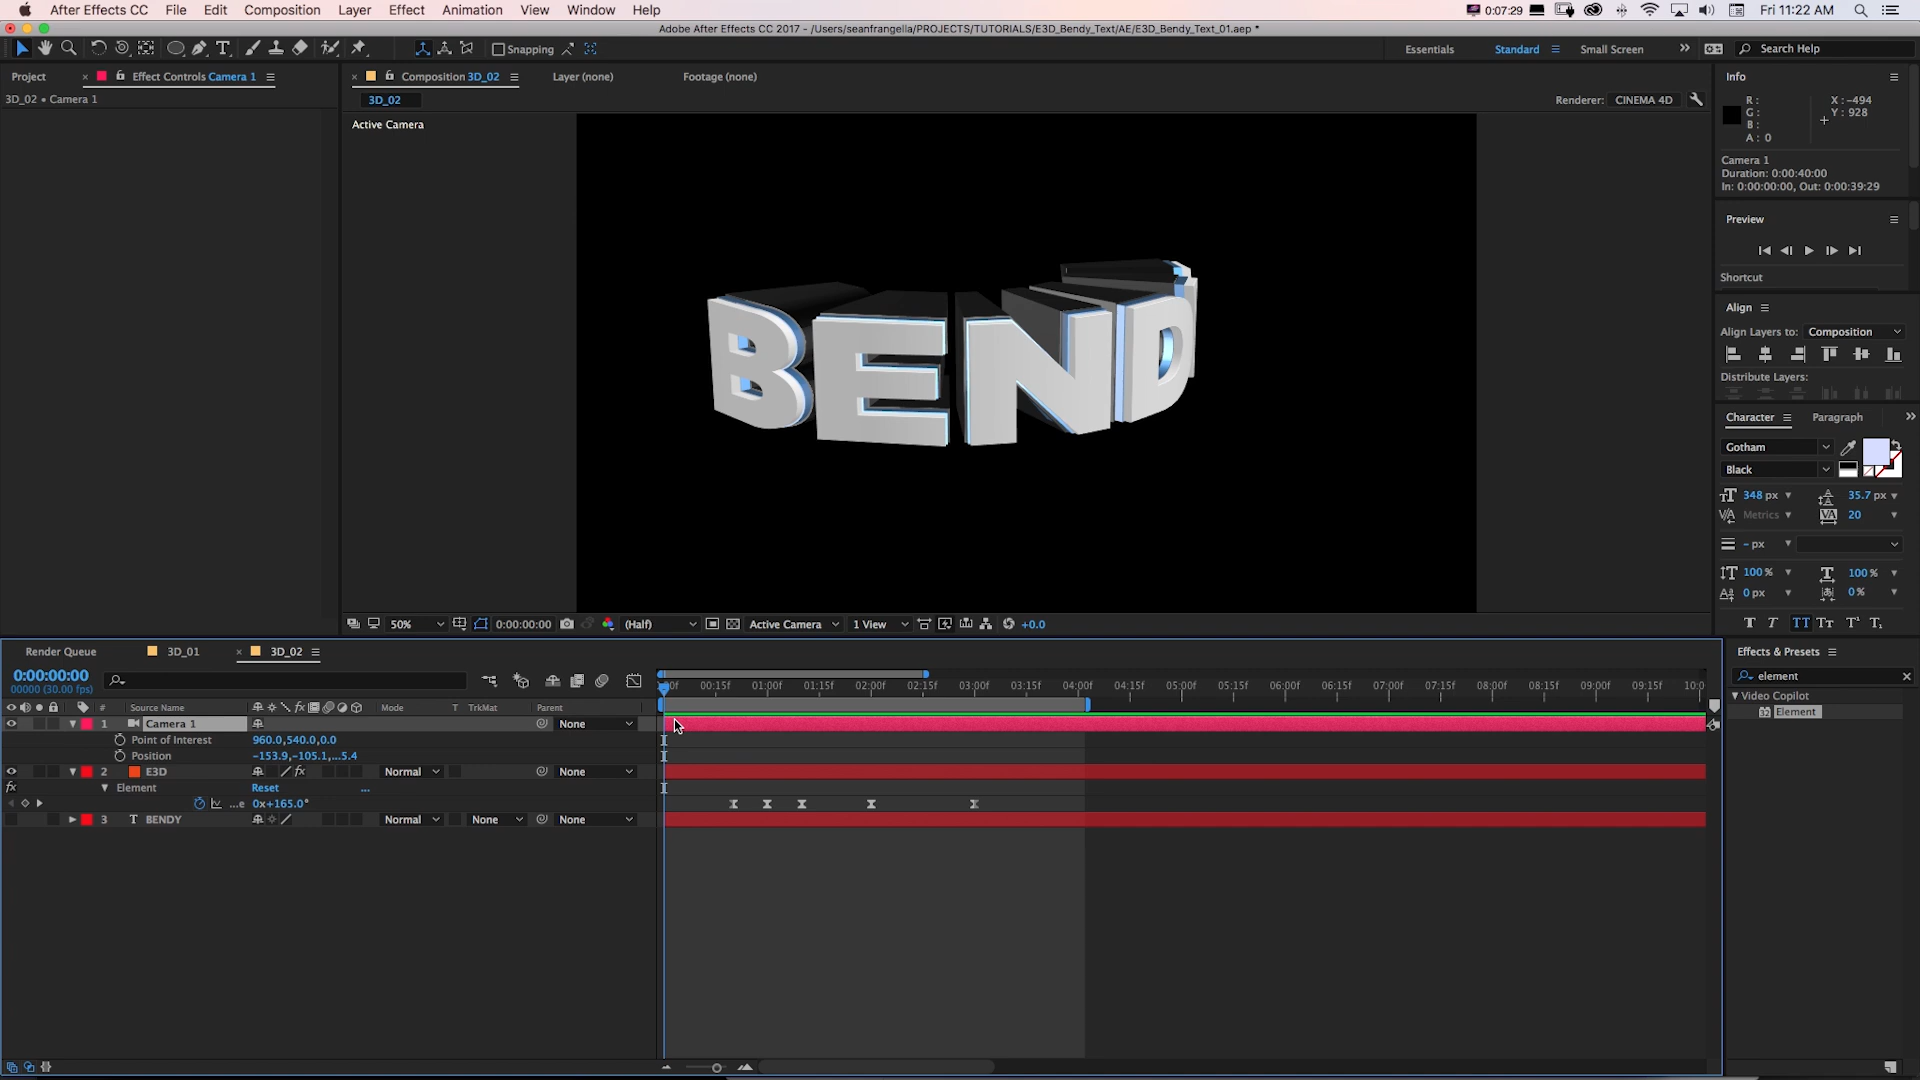 After Effects CC File Edit Composition Layer Effect Animation View Window Help
0:07:29 Fri 11:22 AM
Adobe After Effects CC 2017 - /Users/seanfrangella/PROJECTS/TUTORIALS/E3D_Bendy_Text/AE/E3D_Bendy_Text_01.aep *
Snapping Essentials Standard Small Screen Search Help
Project Effect Controls Camera 1
3D_02 • Camera 1
Composition 3D_02 Layer (none) Footage (none)
3D_02 Renderer: CINEMA 4D
Active Camera
BEND
50% 0:00:00:00 (Half) Active Camera 1 View +0.0
Info
R: X: -494
G: Y: 928
B:
A: 0
Camera 1
Duration: 0:00:40:00
In: 0:00:00:00, Out: 0:00:39:29
Preview
Shortcut
Align
Align Layers to: Composition
Distribute Layers:
Character Paragraph
Gotham
Black
348 px 35.7 px
Metrics 20
- px
100 % 100 %
0 px 0 %
Render Queue 3D_01 3D_02
0:00:00:00
00000 (30.00 fps)
00f 00:15f 01:00f 01:15f 02:00f 02:15f 03:00f 03:15f 04:00f 04:15f 05:00f 05:15f 06:00f 06:15f 07:00f 07:15f 08:00f 08:15f 09:00f 09:15f 10:0
# Source Name Mode T TrkMat Parent
1 Camera 1 None
Point of Interest 960.0,540.0,0.0
Position -153.9,-105.1,...5.4
2 E3D Normal None
Element Reset ...
...e 0x+165.0°
3 T BENDY Normal None None
Effects & Presets
element
Video Copilot
Element